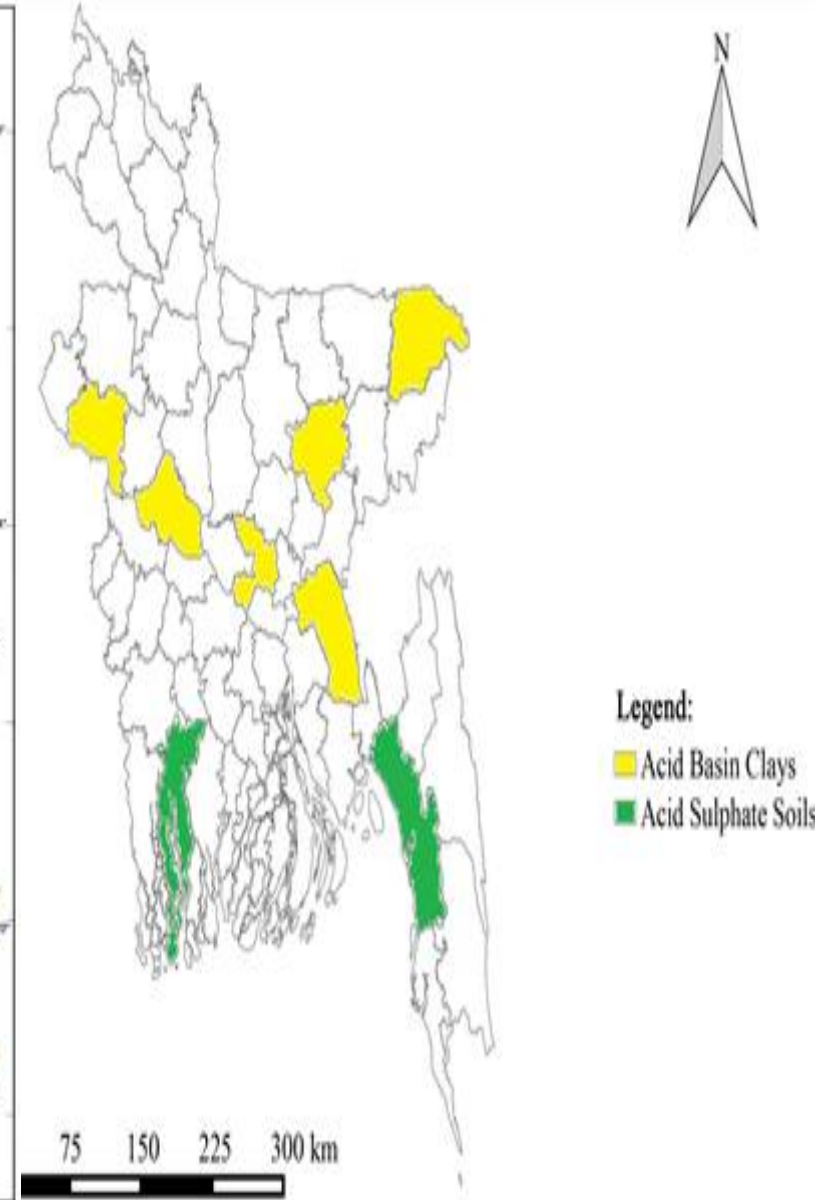 N
Legend:
Acid Basin Clays
Acid Sulphate Soils
75 150 225 300 km